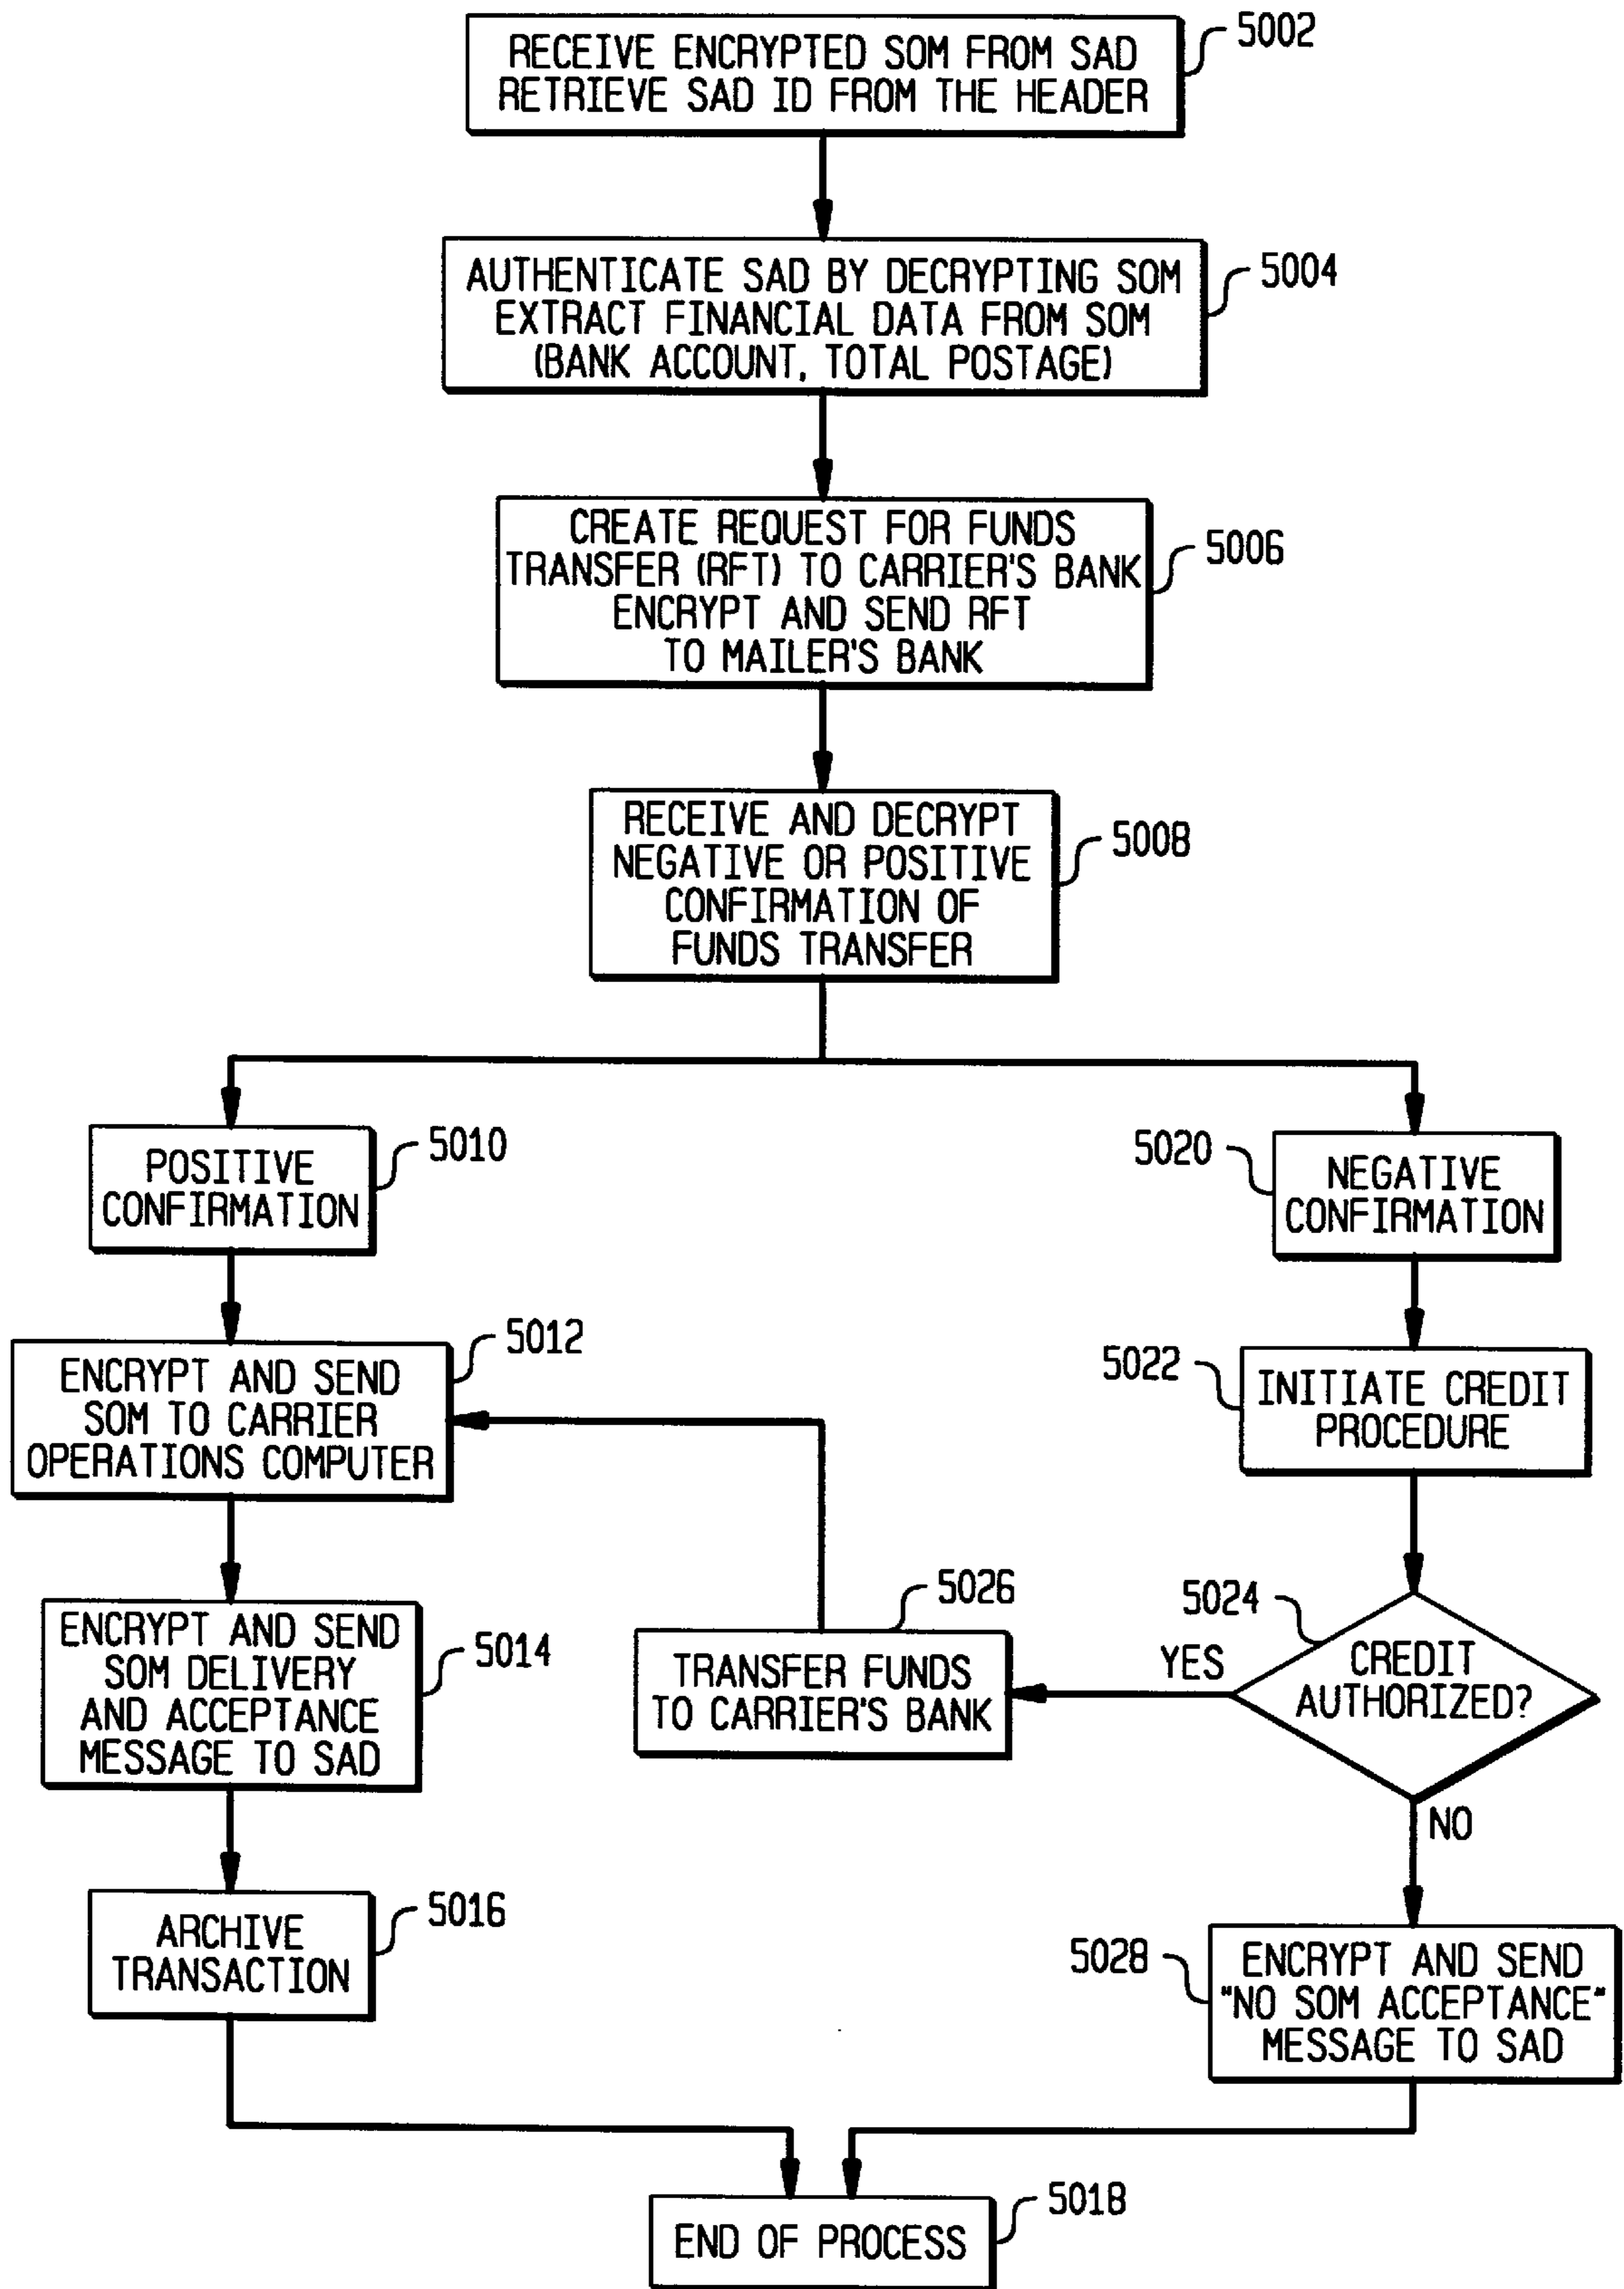 RECEIVE ENCRYPTED SOM FROM SAD
RETRIEVE SAD ID FROM THE HEADER
5002
AUTHENTICATE SAD BY DECRYPTING SOM
EXTRACT FINANCIAL DATA FROM SOM
(BANK ACCOUNT, TOTAL POSTAGE)
5004
CREATE REQUEST FOR FUNDS
TRANSFER (RFT) TO CARRIER'S BANK
ENCRYPT AND SEND RFT
TO MAILER'S BANK
5006
RECEIVE AND DECRYPT
NEGATIVE OR POSITIVE
CONFIRMATION OF
FUNDS TRANSFER
5008
POSITIVE
CONFIRMATION
5010
5020
NEGATIVE
CONFIRMATION
ENCRYPT AND SEND
SOM TO CARRIER
OPERATIONS COMPUTER
5012
5022
INITIATE CREDIT
PROCEDURE
ENCRYPT AND SEND
SOM DELIVERY
AND ACCEPTANCE
MESSAGE TO SAD
5014
5026
TRANSFER FUNDS
TO CARRIER'S BANK
YES
5024
CREDIT
AUTHORIZED?
NO
ARCHIVE
TRANSACTION
5016
5028
ENCRYPT AND SEND
"NO SOM ACCEPTANCE"
MESSAGE TO SAD
END OF PROCESS
5018